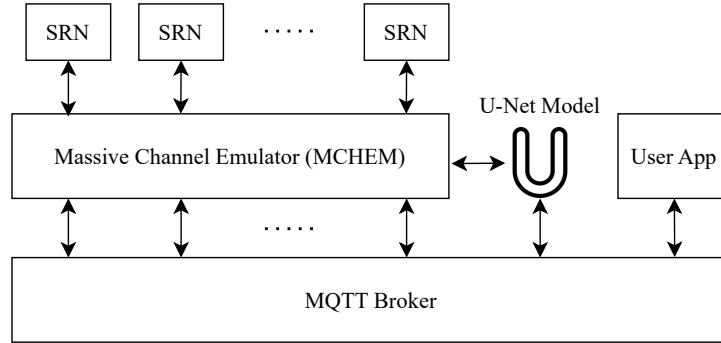 SRN SRN ..... SRN
U-Net Model
Massive Channel Emulator (MCHEM) User App
.....
MQTT Broker